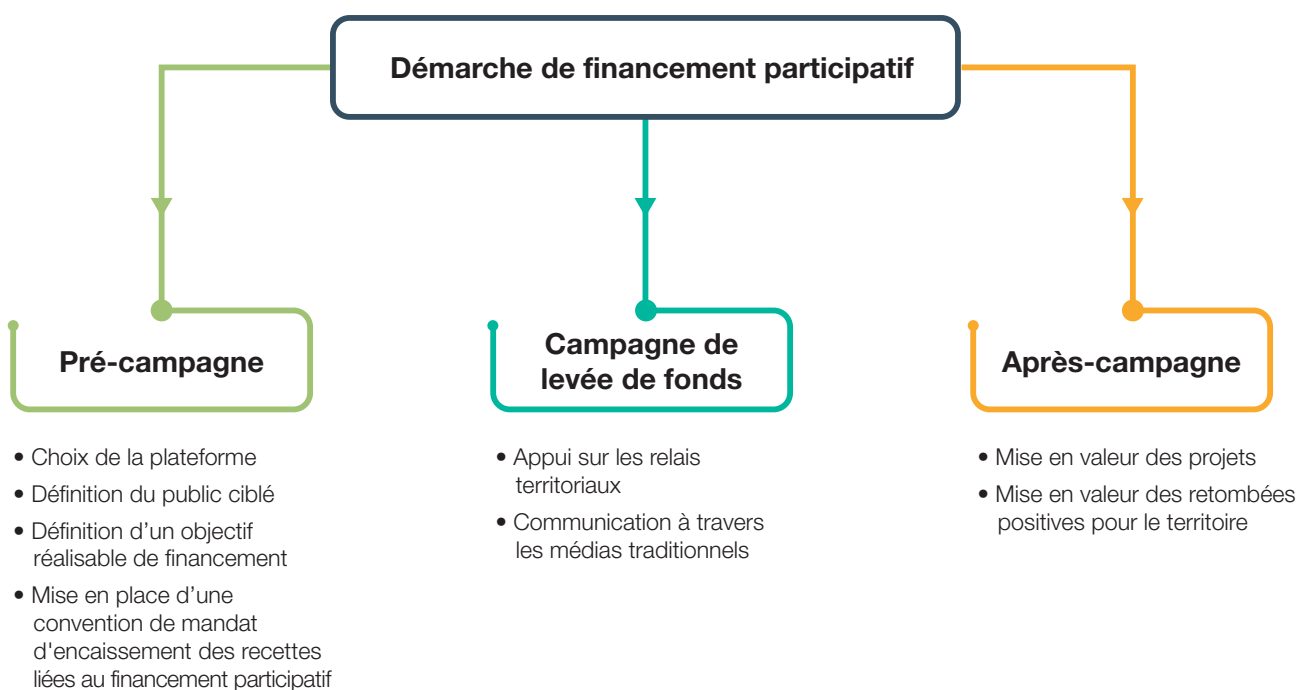 Démarche de financement participatif
Pré-campagne
• Choix de la plateforme
• Définition du public ciblé
• Définition d’un objectif
réalisable de financement
• Mise en place d’une
convention de mandat
d'encaissement des recettes
liées au financement participatif
Campagne de
levée de fonds
• Appui sur les relais
territoriaux
• Communication à travers
les médias traditionnels
Après-campagne
• Mise en valeur des projets
• Mise en valeur des retombées
positives pour le territoire